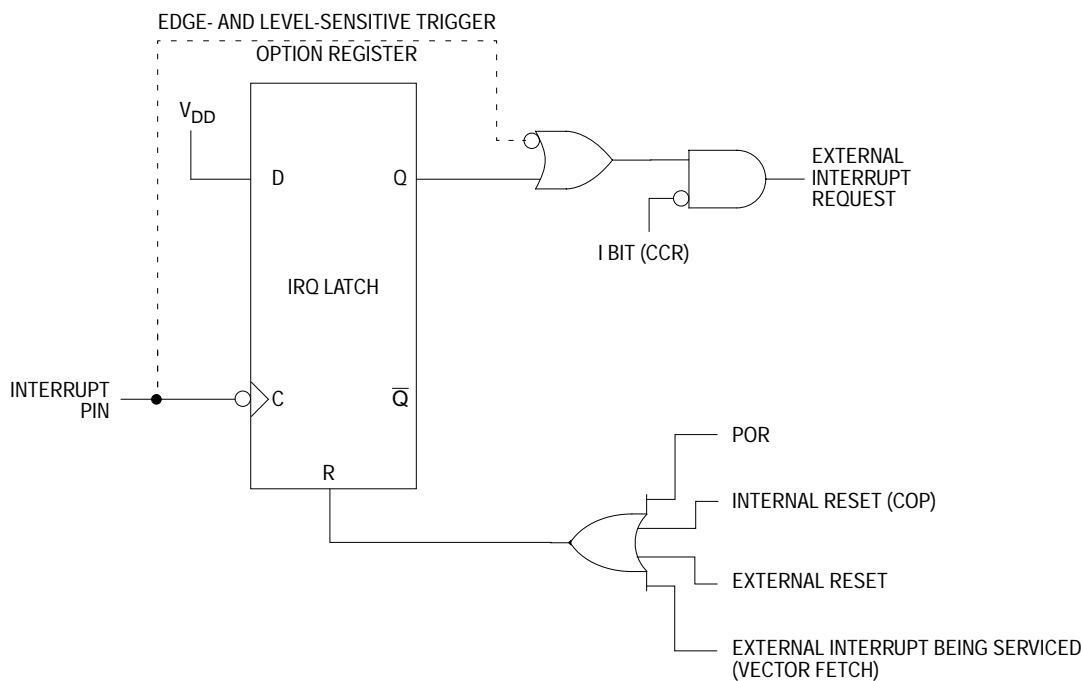 EDGE- AND LEVEL-SENSITIVE TRIGGER
OPTION REGISTER
VDD
D
Q
EXTERNAL
INTERRUPT
REQUEST
I BIT (CCR)
IRQ LATCH
INTERRUPT
PIN
C
Q̅
R
POR
INTERNAL RESET (COP)
EXTERNAL RESET
EXTERNAL INTERRUPT BEING SERVICED
(VECTOR FETCH)